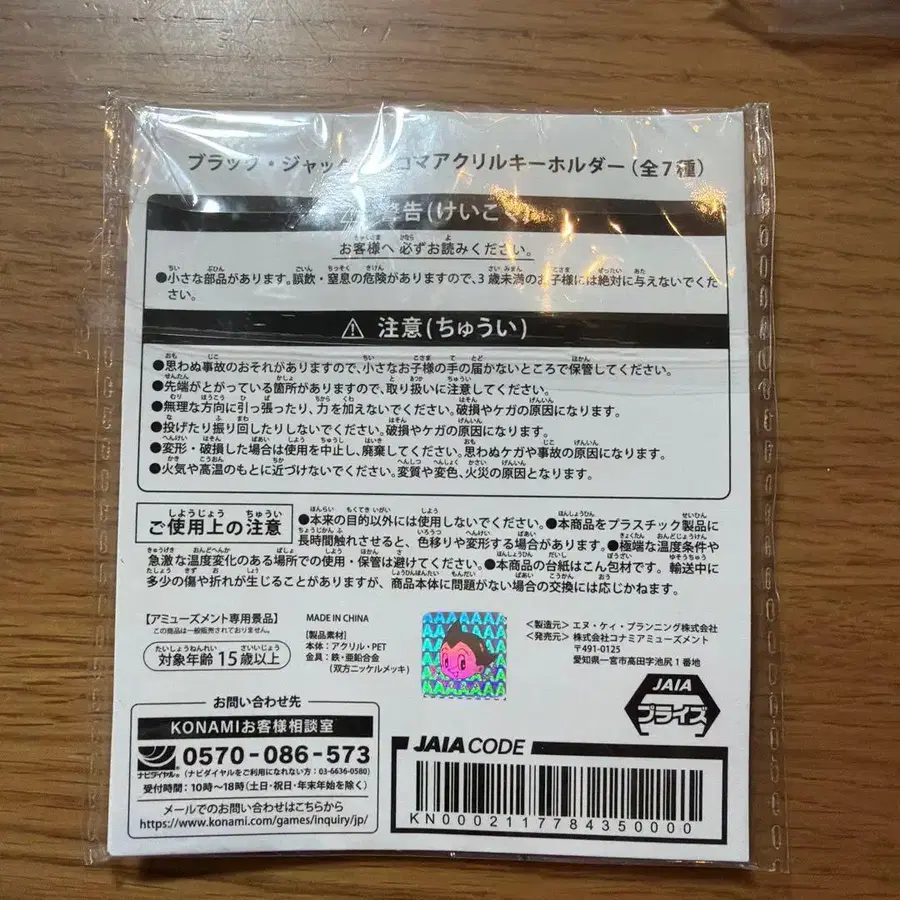 ブラック・ジャック コマアクリルキーホルダー(全7種)
⚠ 警告(けいこく)
お客様へ 必ずお読みください。
●小さな部品があります。誤飲・窒息の危険がありますので、3歳未満のお子様には絶対に与えないでくだ
さい。
⚠ 注意(ちゅうい)
●思わぬ事故のおそれがありますので、小さなお子様の手の届かないところで保管してください。
●先端がとがっている箇所がありますので、取り扱いに注意してください。
●無理な方向に引っ張ったり、力を加えないでください。破損やケガの原因になります。
●投げたり振り回したりしないでください。破損やケガの原因になります。
●変形・破損した場合は使用を中止し、廃棄してください。思わぬケガや事故の原因になります。
●火気や高温のもとに近づけないでください。変質や変色、火災の原因となります。
ご使用上の注意
●本来の目的以外には使用しないでください。●本商品をプラスチック製品に
長時間触れさせると、色移りや変形する場合があります。●極端な温度条件や
急激な温度変化のある場所での使用・保管は避けてください。●本商品の台紙はこん包材です。輸送中に
多少の傷や折れが生じることがありますが、商品本体に問題がない場合の交換には応じかねます。
【アミューズメント専用景品】
この商品は一般販売されておりません。
対象年齢 15歳以上
MADE IN CHINA
[製品素材]
本体:アクリル・PET
金具:鉄・亜鉛合金
(双方ニッケルメッキ)
<製造元>エヌ・ケィ・プランニング株式会社
<発売元>株式会社コナミアミューズメント
〒491-0125
愛知県一宮市高田字池尻1番地
JAIA
プライズ
お問い合わせ先
KONAMIお客様相談室
ナビダイヤル® 0570-086-573
(ナビダイヤルをご利用になれない方:03-6636-0580)
受付時間:10時~18時(土日・祝日・年末年始を除く)
メールでのお問い合わせはこちらから
https://www.konami.com/games/inquiry/jp/
JAIA CODE
KN0002117784350000